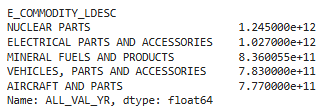 E_COMMODITY_LDESC
NUCLEAR PARTS 1.245000e+12
ELECTRICAL PARTS AND ACCESSORIES 1.027000e+12
MINERAL FUELS AND PRODUCTS 8.360055e+11
VEHICLES, PARTS AND ACCESSORIES 7.830000e+11
AIRCRAFT AND PARTS 7.770000e+11
Name: ALL_VAL_YR, dtype: float64